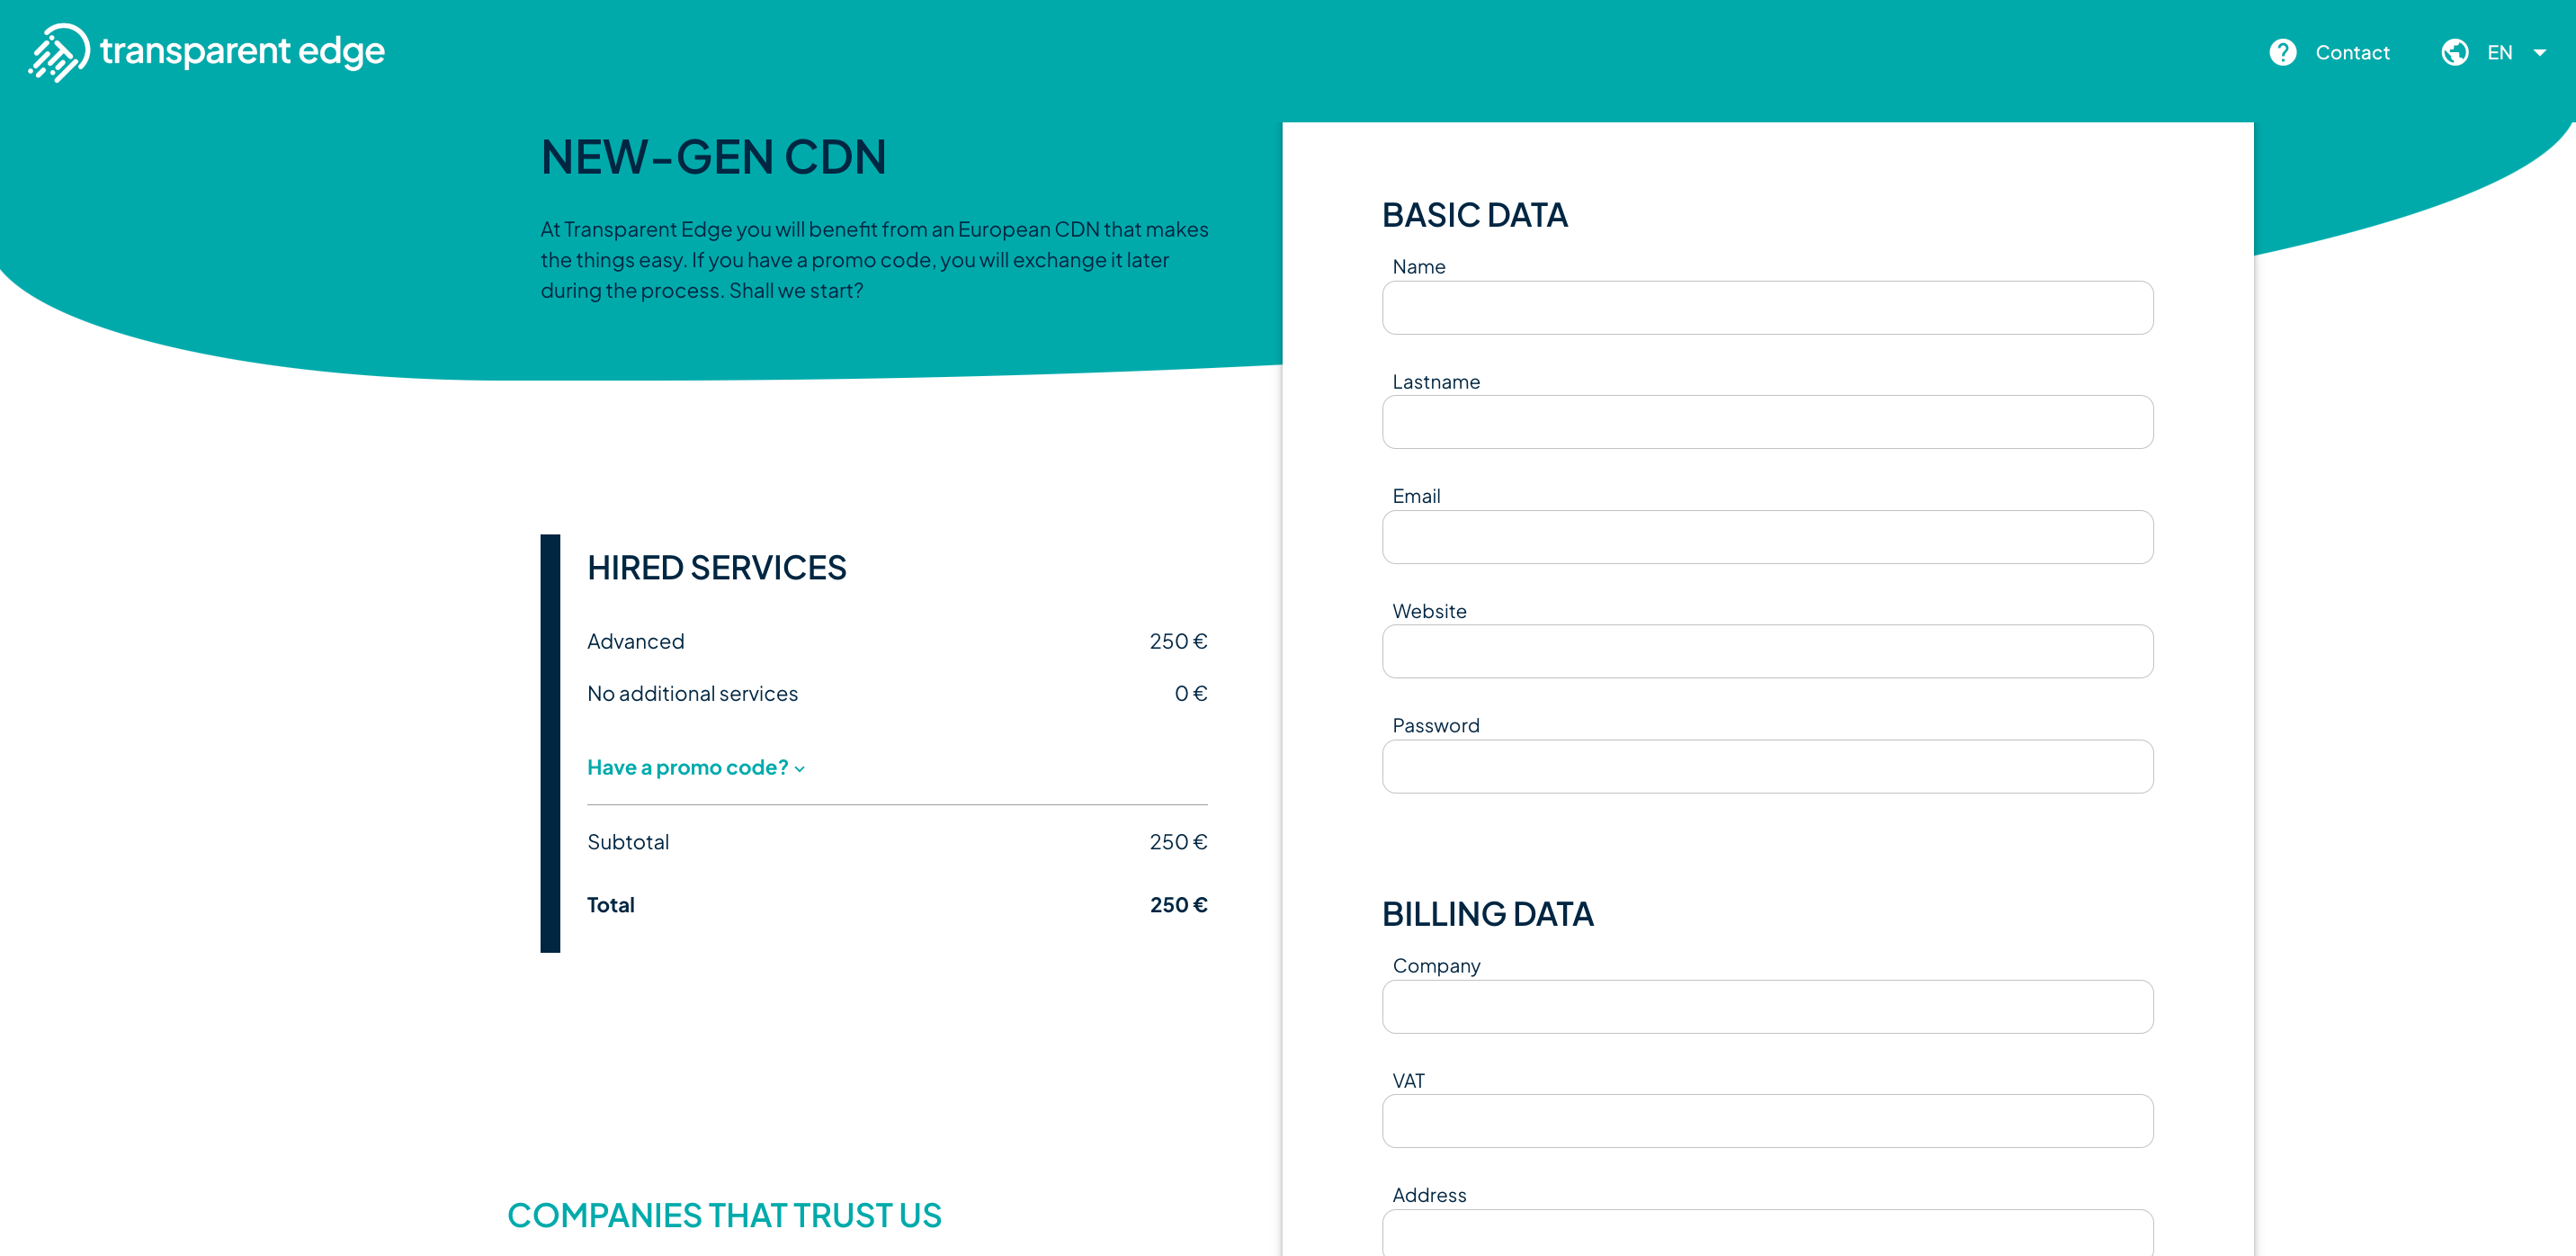 transparent edge
Contact
EN
NEW-GEN CDN
At Transparent Edge you will benefit from an European CDN that makes
the things easy. If you have a promo code, you will exchange it later
during the process. Shall we start?
HIRED SERVICES
Advanced 250 €
No additional services 0 €
Have a promo code?
Subtotal 250 €
Total 250 €
COMPANIES THAT TRUST US
BASIC DATA
Name
Lastname
Email
Website
Password
BILLING DATA
Company
VAT
Address